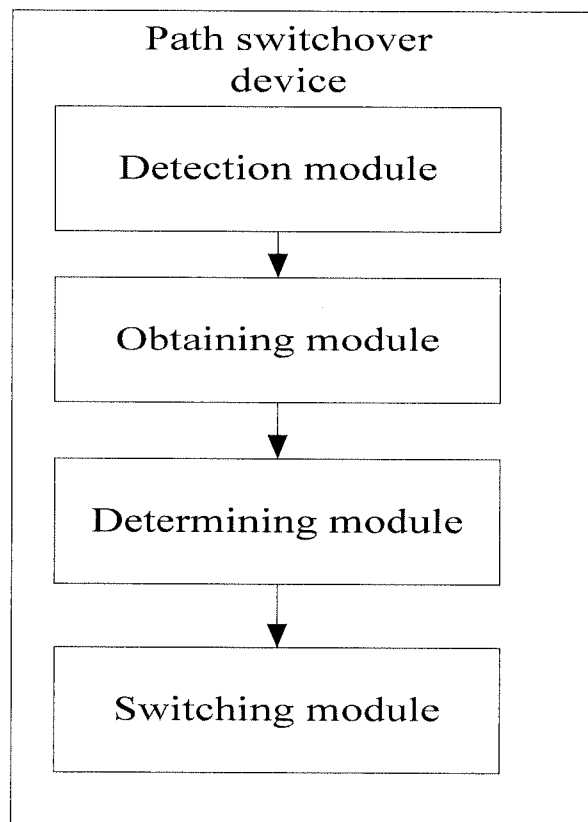 Path switchover
device
Detection module
Obtaining module
Determining module
Switching module